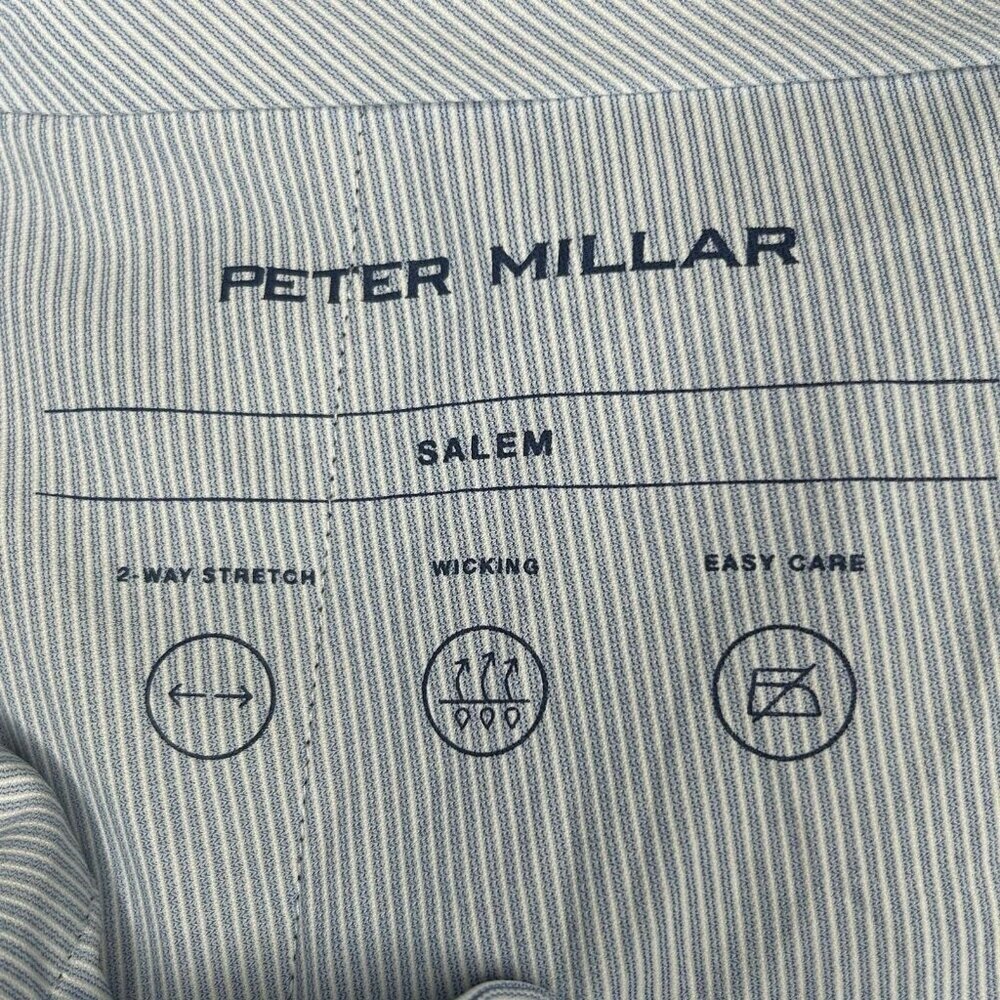 PETER MILLAR
SALEM
2-WAY STRETCH WICKING EASY CARE